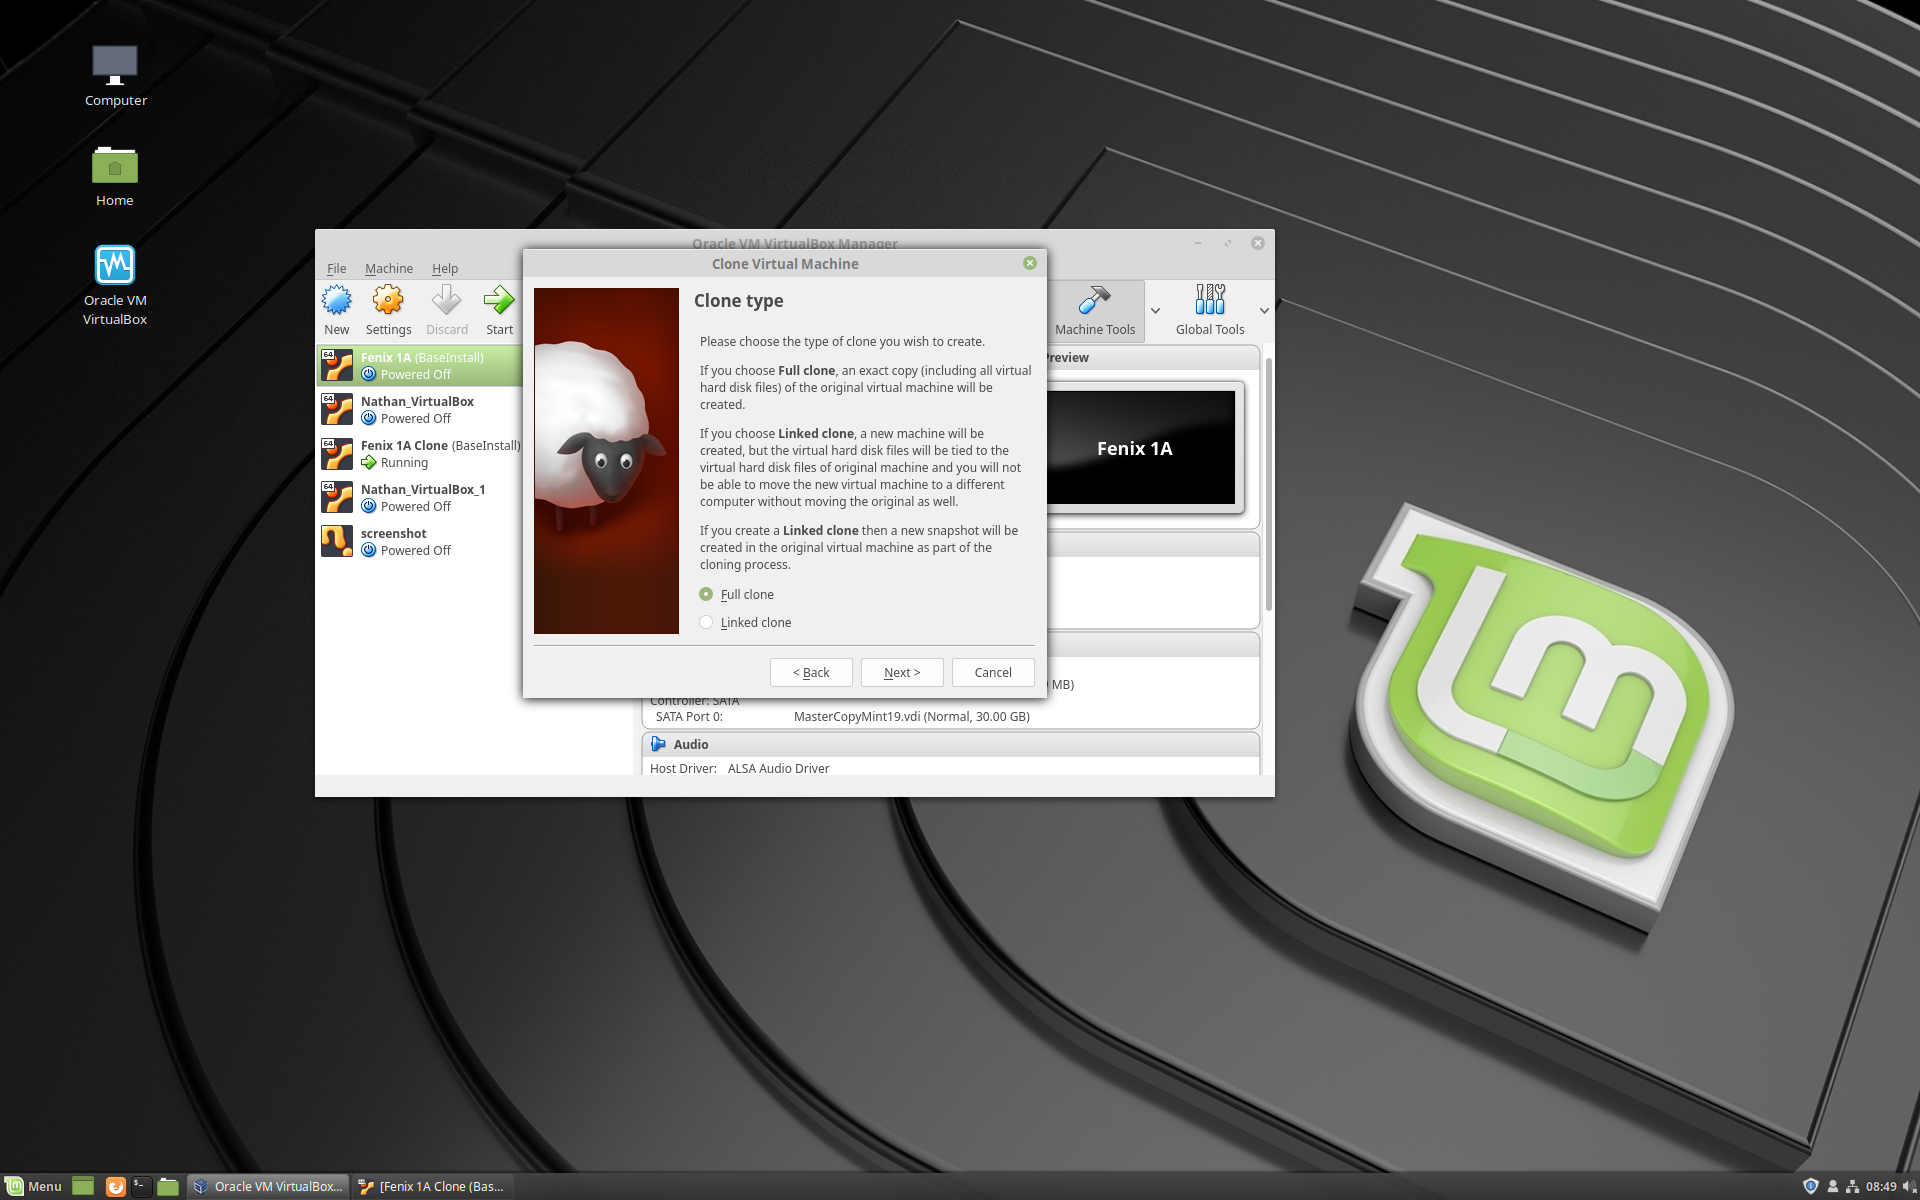 Computer
Home
Oracle VM
VirtualBox
Oracle VM VirtualBox Manager
File Machine Help
New Settings Discard Start
Machine Tools Global Tools
64
Fenix 1A (BaseInstall)
Powered Off
64
Nathan_VirtualBox
Powered Off
64
Fenix 1A Clone (BaseInstall)
Running
64
Nathan_VirtualBox_1
Powered Off
screenshot
Powered Off
Clone Virtual Machine
Clone type
Please choose the type of clone you wish to create.
If you choose Full clone, an exact copy (including all virtual
hard disk files) of the original virtual machine will be
created.
If you choose Linked clone, a new machine will be
created, but the virtual hard disk files will be tied to the
virtual hard disk files of original machine and you will not
be able to move the new virtual machine to a different
computer without moving the original as well.
If you create a Linked clone then a new snapshot will be
created in the original virtual machine as part of the
cloning process.
Full clone
Linked clone
< Back Next > Cancel
Preview
Fenix 1A
MB)
Controller: SATA
SATA Port 0: MasterCopyMint19.vdi (Normal, 30.00 GB)
Audio
Host Driver: ALSA Audio Driver
Menu
Oracle VM VirtualBox...
[Fenix 1A Clone (Bas...
08:49